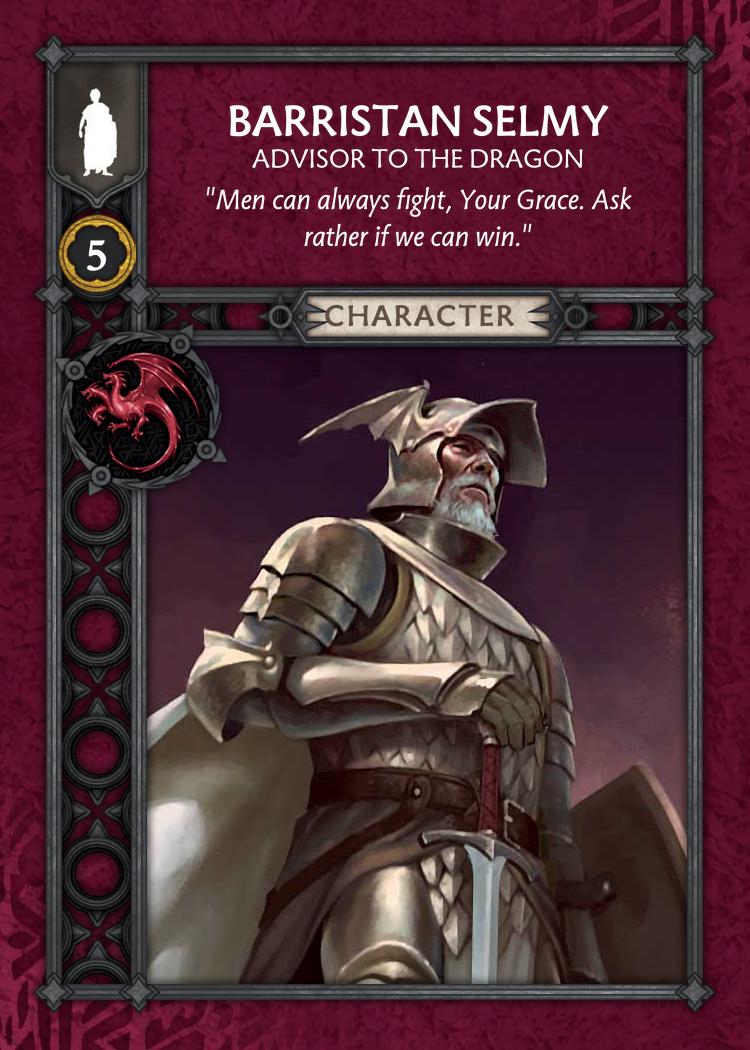 BARRISTAN SELMY
ADVISOR TO THE DRAGON
"Men can always fight, Your Grace. Ask
rather if we can win."
5
CHARACTER